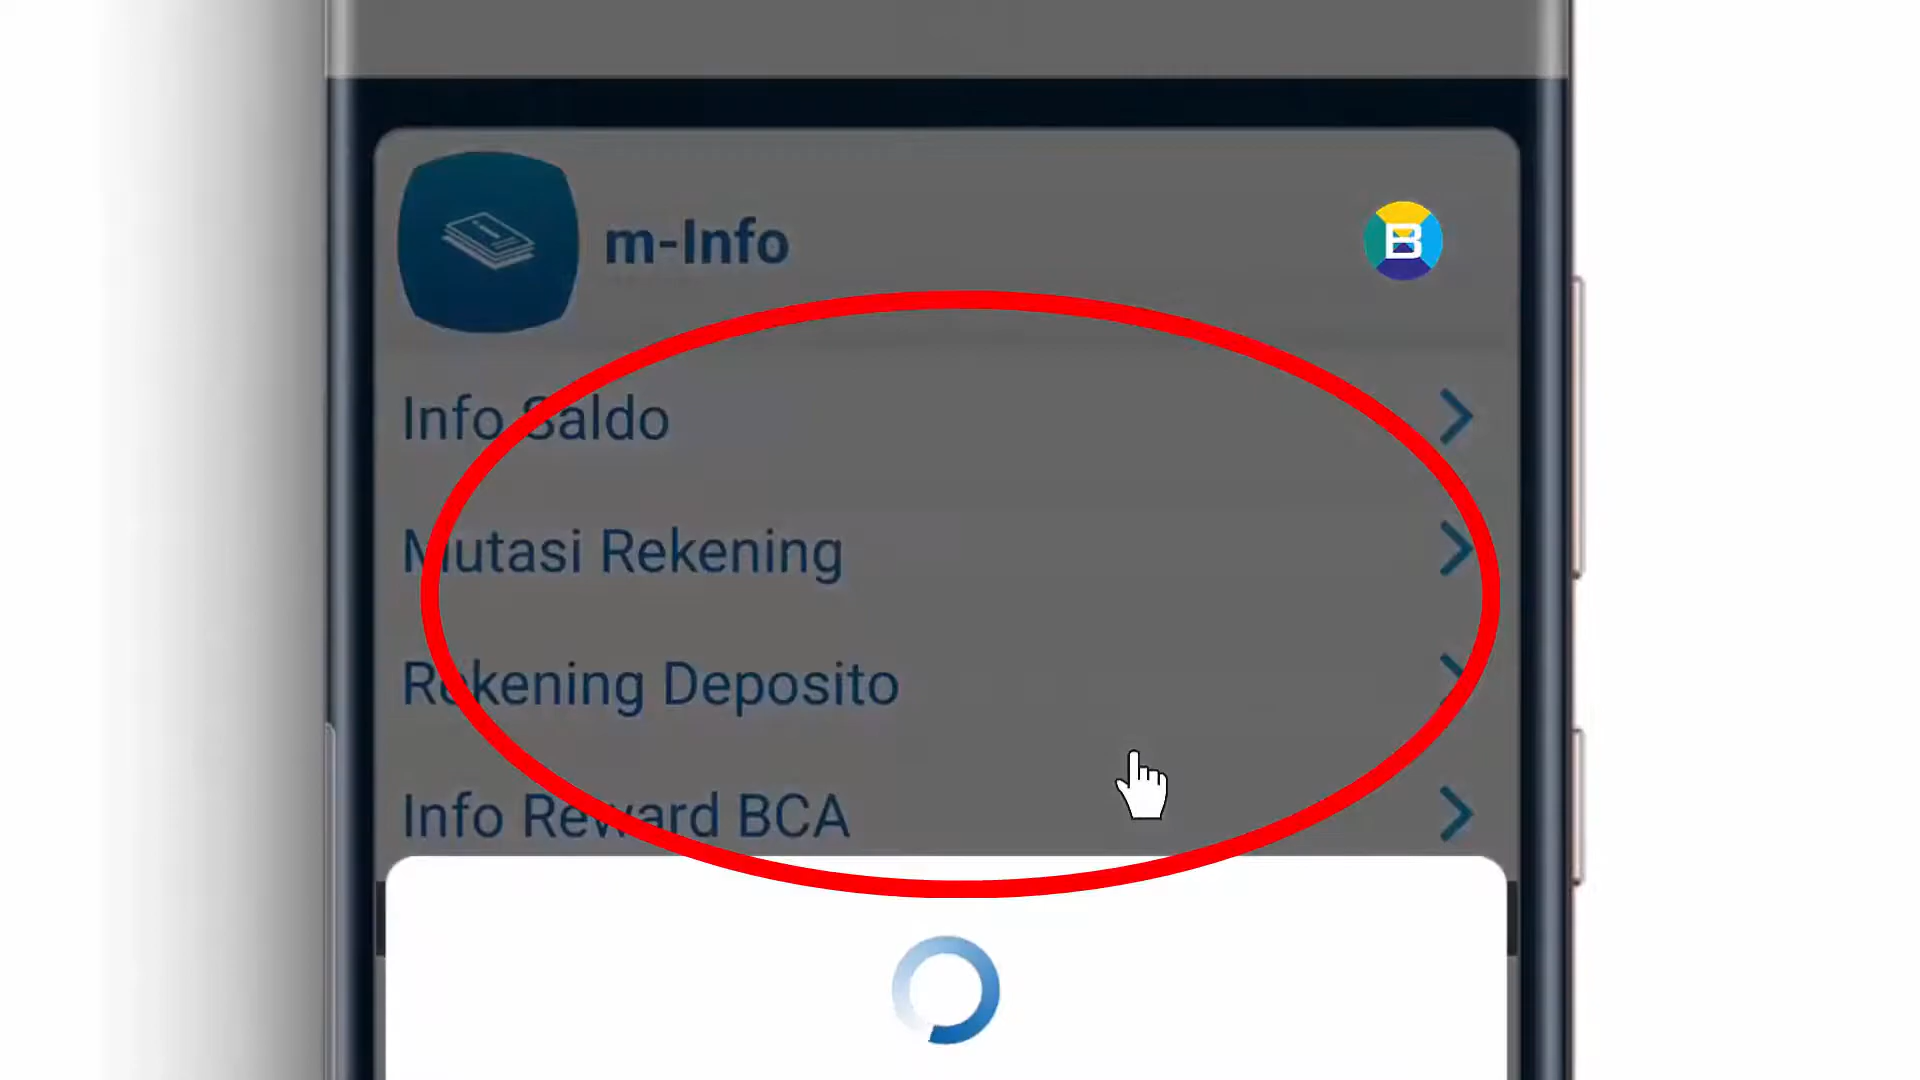 m-Info
B
Info Saldo
Mutasi Rekening
Rekening Deposito
Info Reward BCA